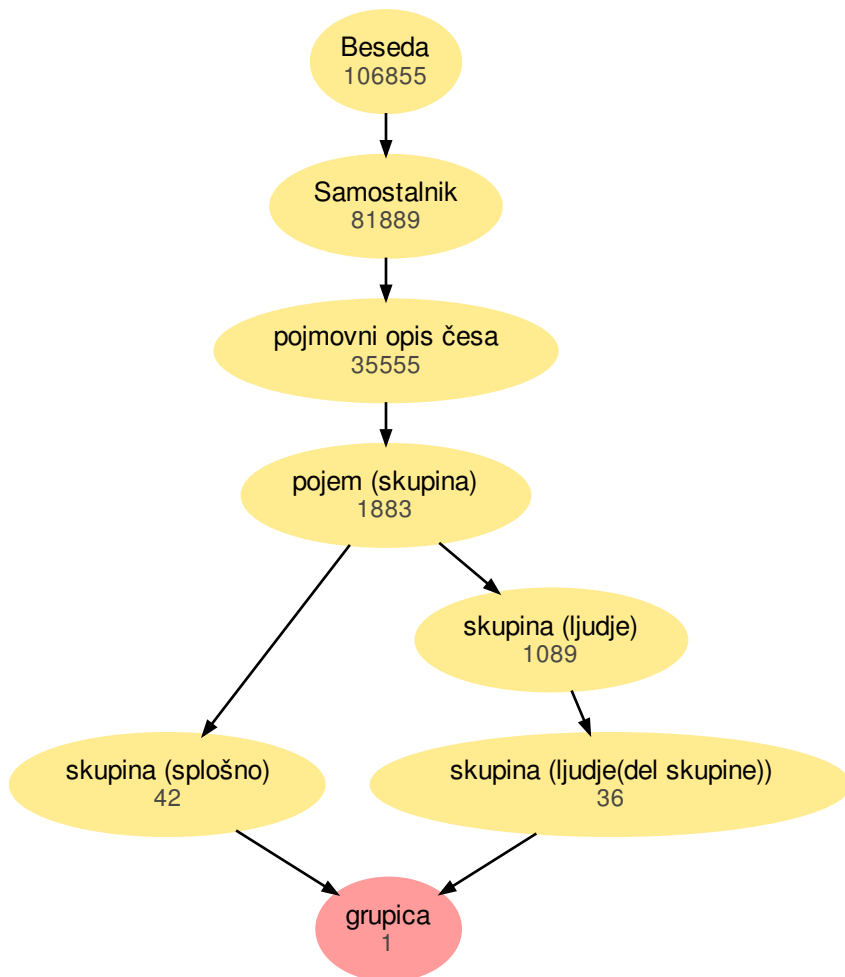 Beseda
106855
Samostalnik
81889
pojmovni opis česa
35555
pojem (skupina)
1883
skupina (ljudje)
1089
skupina (splošno)
42
skupina (ljudje(del skupine))
36
grupica
1